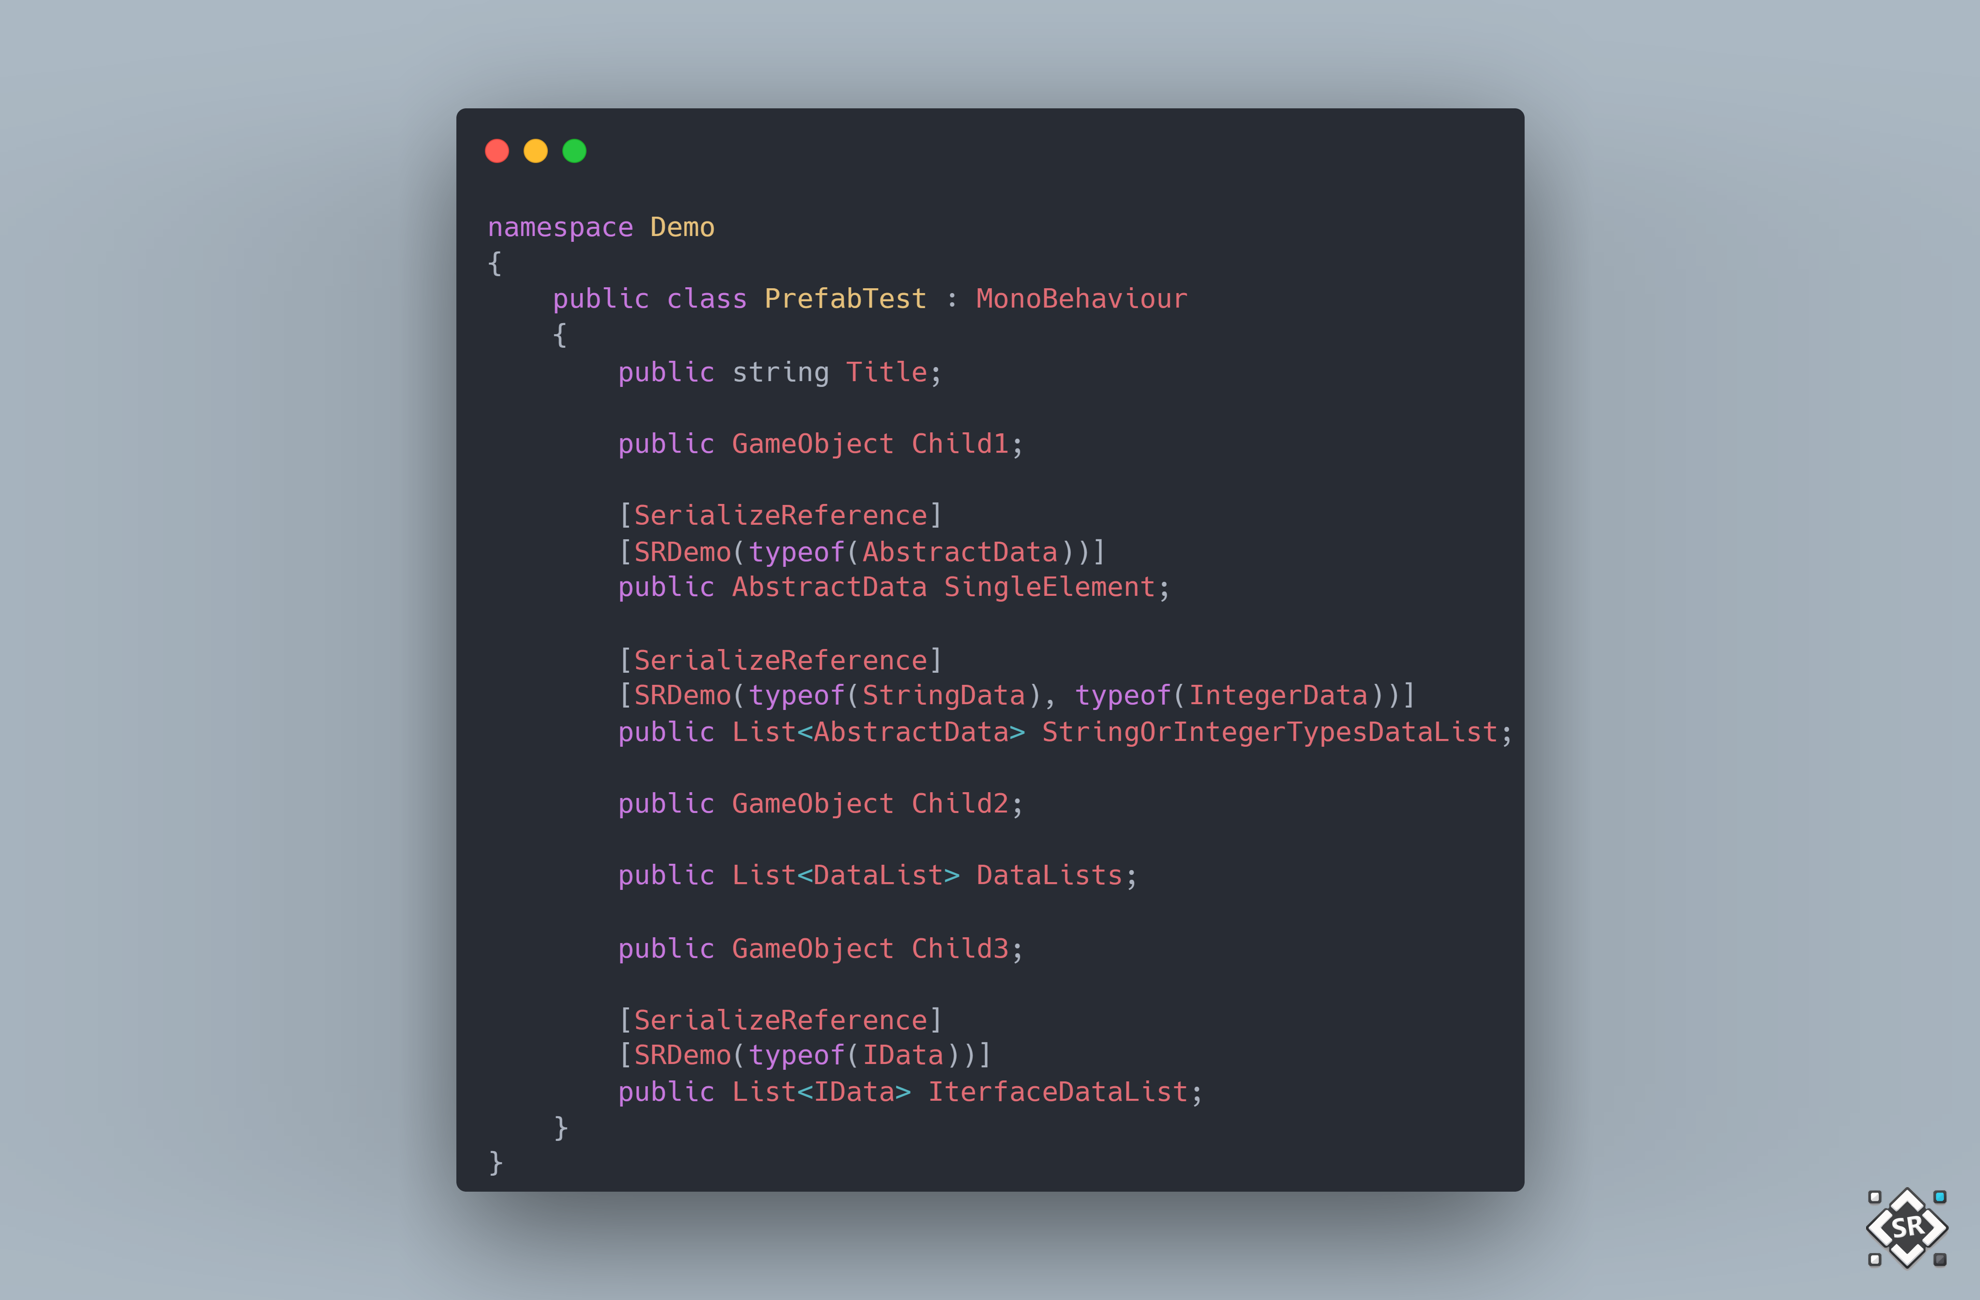 namespace Demo
{
    public class PrefabTest : MonoBehaviour
    {
        public string Title;
        public GameObject Child1;
        [SerializeReference]
        [SRDemo(typeof(AbstractData))]
        public AbstractData SingleElement;
        [SerializeReference]
        [SRDemo(typeof(StringData), typeof(IntegerData))]
        public List<AbstractData> StringOrIntegerTypesDataList;
        public GameObject Child2;
        public List<DataList> DataLists;
        public GameObject Child3;
        [SerializeReference]
        [SRDemo(typeof(IData))]
        public List<IData> IterfaceDataList;
    }
}
SR